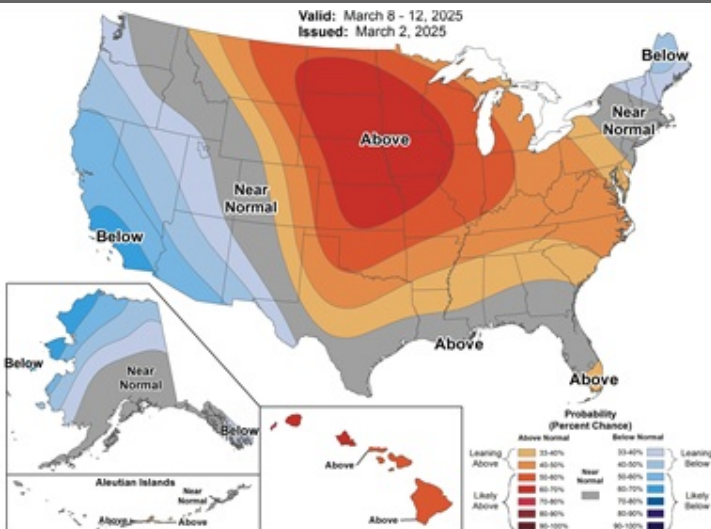 Valid: March 8 - 12, 2025
Issued: March 2, 2025
Below
Near
Normal
Above
Near
Normal
Below
Above
Above
Below
Near
Normal
Below
Aleutian Islands
Near
Normal
Above
Above
Above
Above
Probability
(Percent Chance)
Above Normal
Below Normal
Leaning
Above
33-40%
40-50%
Likely
Above
50-60%
60-70%
70-80%
80-90%
90-100%
Near
Normal
33-40%
40-50%
Leaning
Below
50-60%
60-70%
70-80%
80-90%
90-100%
Likely
Below